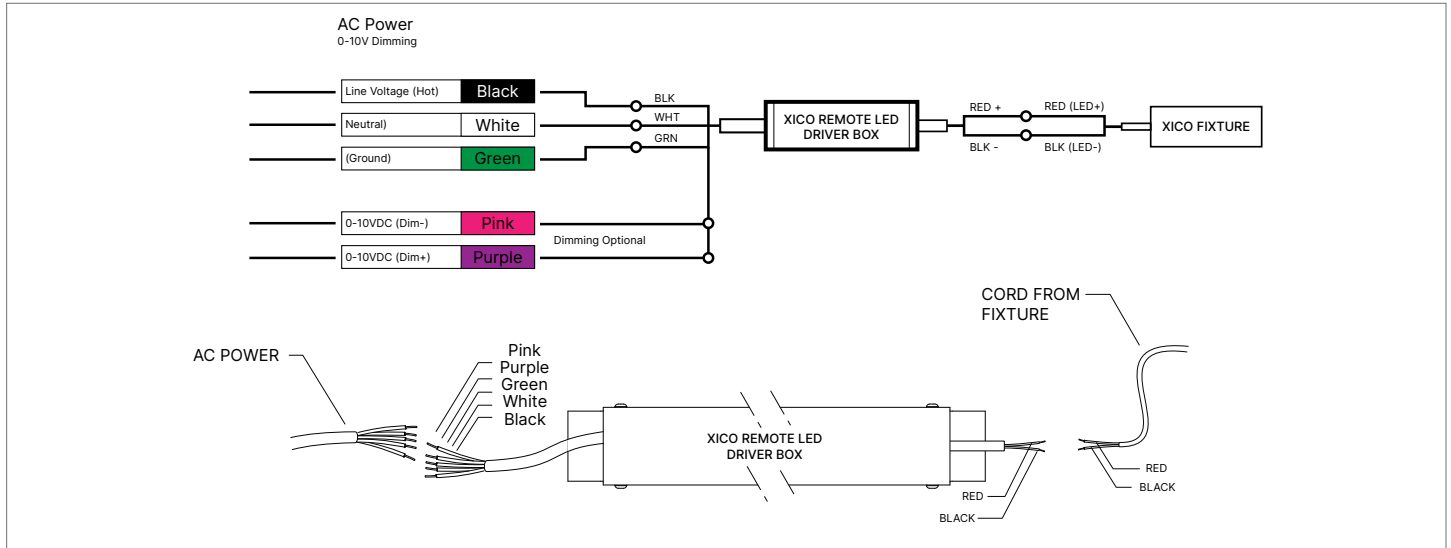 AC Power
0-10V Dimming
Line Voltage (Hot) Black
BLK
Neutral) White
WHT
(Ground) Green
GRN
0-10VDC (Dim-) Pink
Dimming Optional
0-10VDC (Dim+) Purple
XICO REMOTE LED
DRIVER BOX
RED + RED (LED+)
BLK - BLK (LED-)
XICO FIXTURE
CORD FROM
FIXTURE
AC POWER
Pink
Purple
Green
White
Black
XICO REMOTE LED
DRIVER BOX
RED
BLACK
RED
BLACK